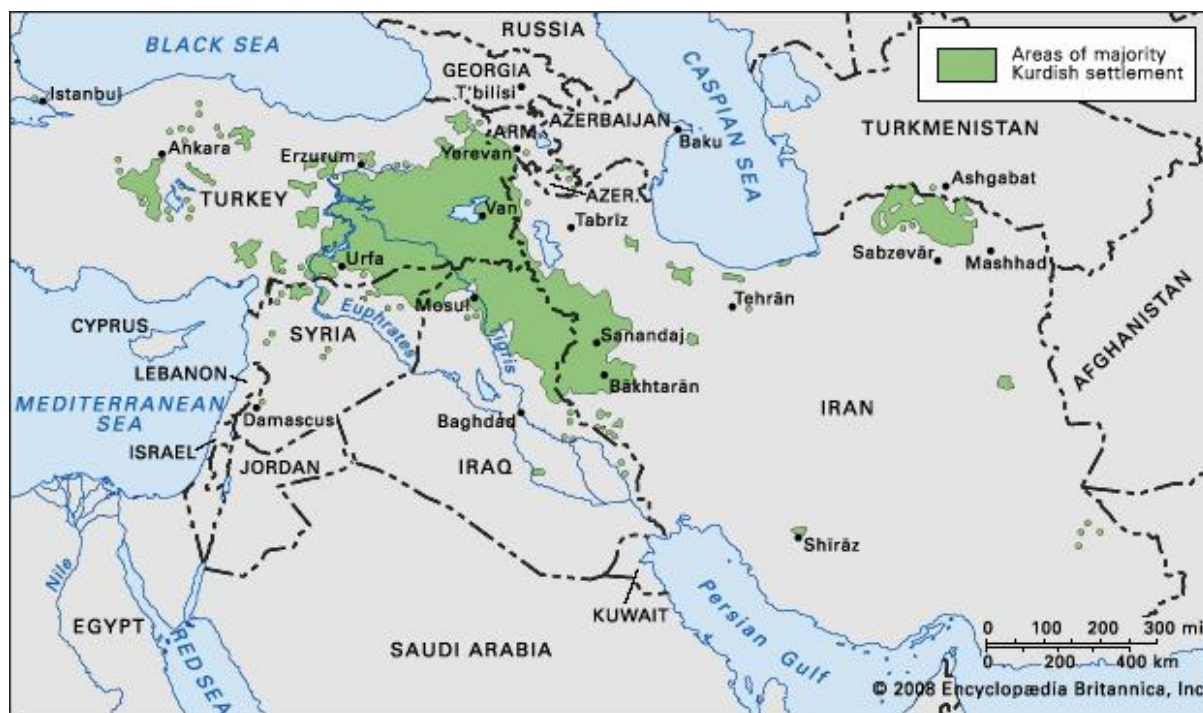 RUSSIA
Areas of majority
Kurdish settlement
BLACK SEA
GEORGIA
T'bilisi
CASPIAN SEA
Istanbul
ARM.
AZERBAIJAN
Baku
TURKMENISTAN
Ankara
Erzurum
Yerevan
Ashgabat
TURKEY
Van
AZER.
Tabrīz
Sabzevār
Mashhad
Urfa
Mosul
Tehrān
AFGHANISTAN
CYPRUS
SYRIA
Euphrates
Tigris
Sanandaj
LEBANON
Bākhtarān
MEDITERRANEAN
SEA
Damascus
Baghdad
IRAN
ISRAEL
JORDAN
IRAQ
Shīrāz
Nile
KUWAIT
Persian Gulf
EGYPT
RED SEA
SAUDI ARABIA
0 100 200 300 mi
0 200 400 km
© 2008 Encyclopædia Britannica, Inc